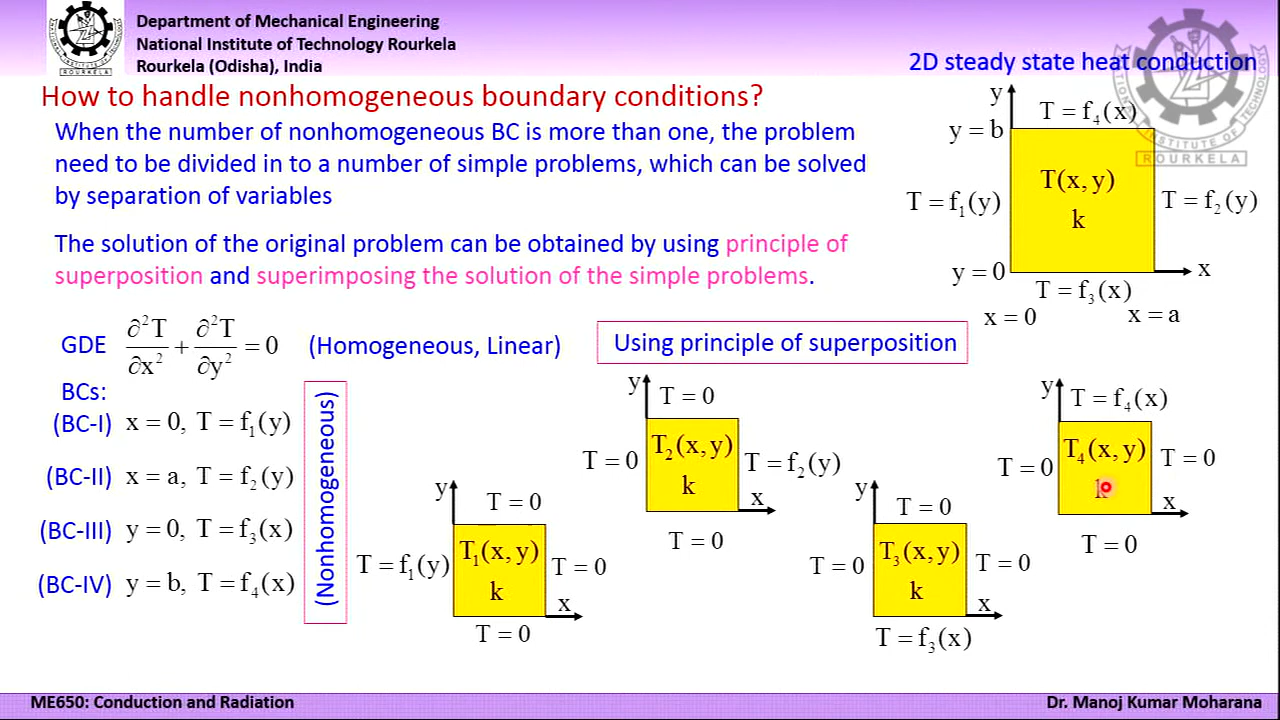 Department of Mechanical Engineering
National Institute of Technology Rourkela
Rourkela (Odisha), India
2D steady state heat conduction
How to handle nonhomogeneous boundary conditions?
When the number of nonhomogeneous BC is more than one, the problem
need to be divided in to a number of simple problems, which can be solved
by separation of variables
The solution of the original problem can be obtained by using principle of
superposition and superimposing the solution of the simple problems.
y
T = f₄(x)
y = b
T(x, y)
k
T = f₁(y)
T = f₂(y)
y = 0
x
T = f₃(x)
x = 0
x = a
GDE ∂²T/∂x² + ∂²T/∂y² = 0 (Homogeneous, Linear)
Using principle of superposition
BCs:
(BC-I) x = 0, T = f₁(y)
(BC-II) x = a, T = f₂(y)
(BC-III) y = 0, T = f₃(x)
(BC-IV) y = b, T = f₄(x)
(Nonhomogeneous)
y
T = 0
T = f₁(y)
T₁(x, y)
k
T = 0
x
T = 0
y
T = 0
T = 0
T₂(x, y)
k
T = f₂(y)
x
T = 0
y
T = 0
T = 0
T₃(x, y)
k
T = 0
x
T = f₃(x)
y
T = f₄(x)
T = 0
T₄(x, y)
T = 0
x
T = 0
ME650: Conduction and Radiation
Dr. Manoj Kumar Moharana